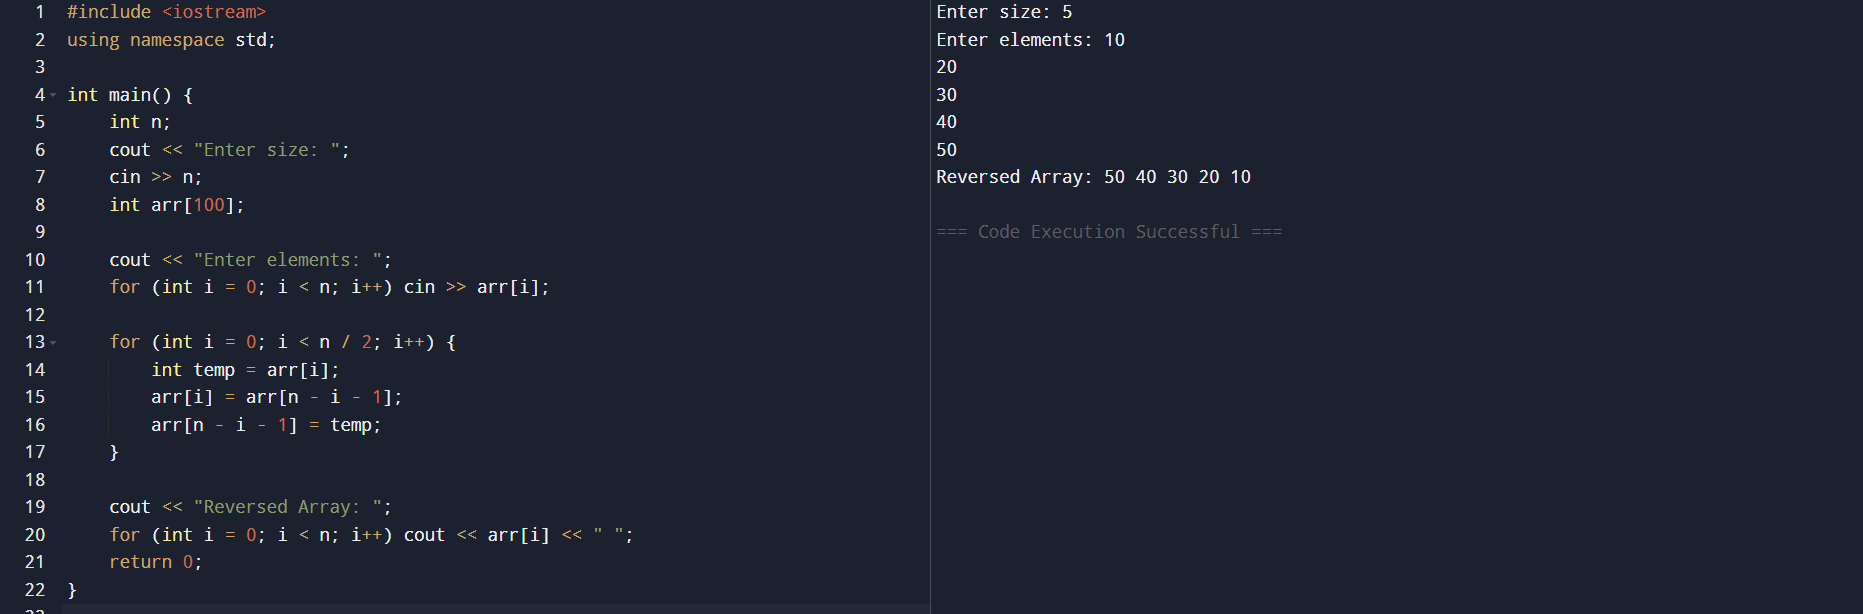 1 #include <iostream>
2 using namespace std;
3
4 int main() {
5     int n;
6     cout << "Enter size: ";
7     cin >> n;
8     int arr[100];
9
10     cout << "Enter elements: ";
11     for (int i = 0; i < n; i++) cin >> arr[i];
12
13     for (int i = 0; i < n / 2; i++) {
14         int temp = arr[i];
15         arr[i] = arr[n - i - 1];
16         arr[n - i - 1] = temp;
17     }
18
19     cout << "Reversed Array: ";
20     for (int i = 0; i < n; i++) cout << arr[i] << " ";
21     return 0;
22 }
Enter size: 5
Enter elements: 10
20
30
40
50
Reversed Array: 50 40 30 20 10
=== Code Execution Successful ===